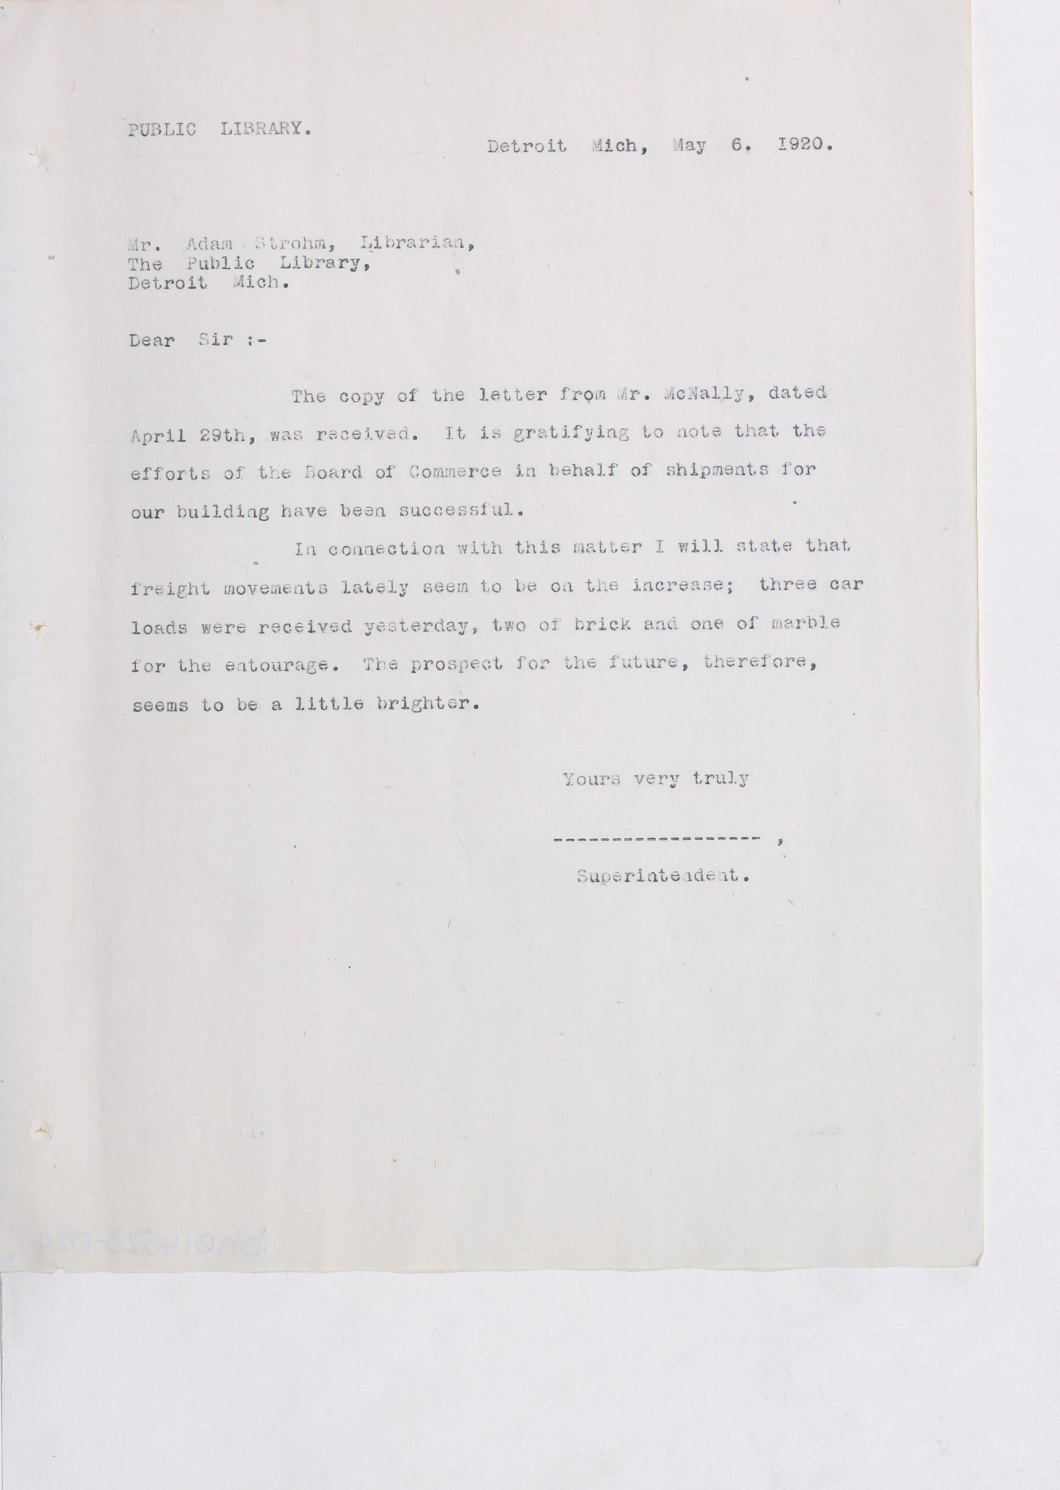 PUBLIC LIBRARY.
Detroit Mich, May 6. 1920.
Mr. Adam Strohm, Librarian,
The Public Library,
Detroit Mich.
Dear Sir :-
The copy of the letter from Mr. McNally, dated
April 29th, was received. It is gratifying to note that the
efforts of the Board of Commerce in behalf of shipments for
our building have been successful.
In connection with this matter I will state that
freight movements lately seem to be on the increase; three car
loads were received yesterday, two of brick and one of marble
for the entourage. The prospect for the future, therefore,
seems to be a little brighter.
Yours very truly
------------------ ,
Superintendent.